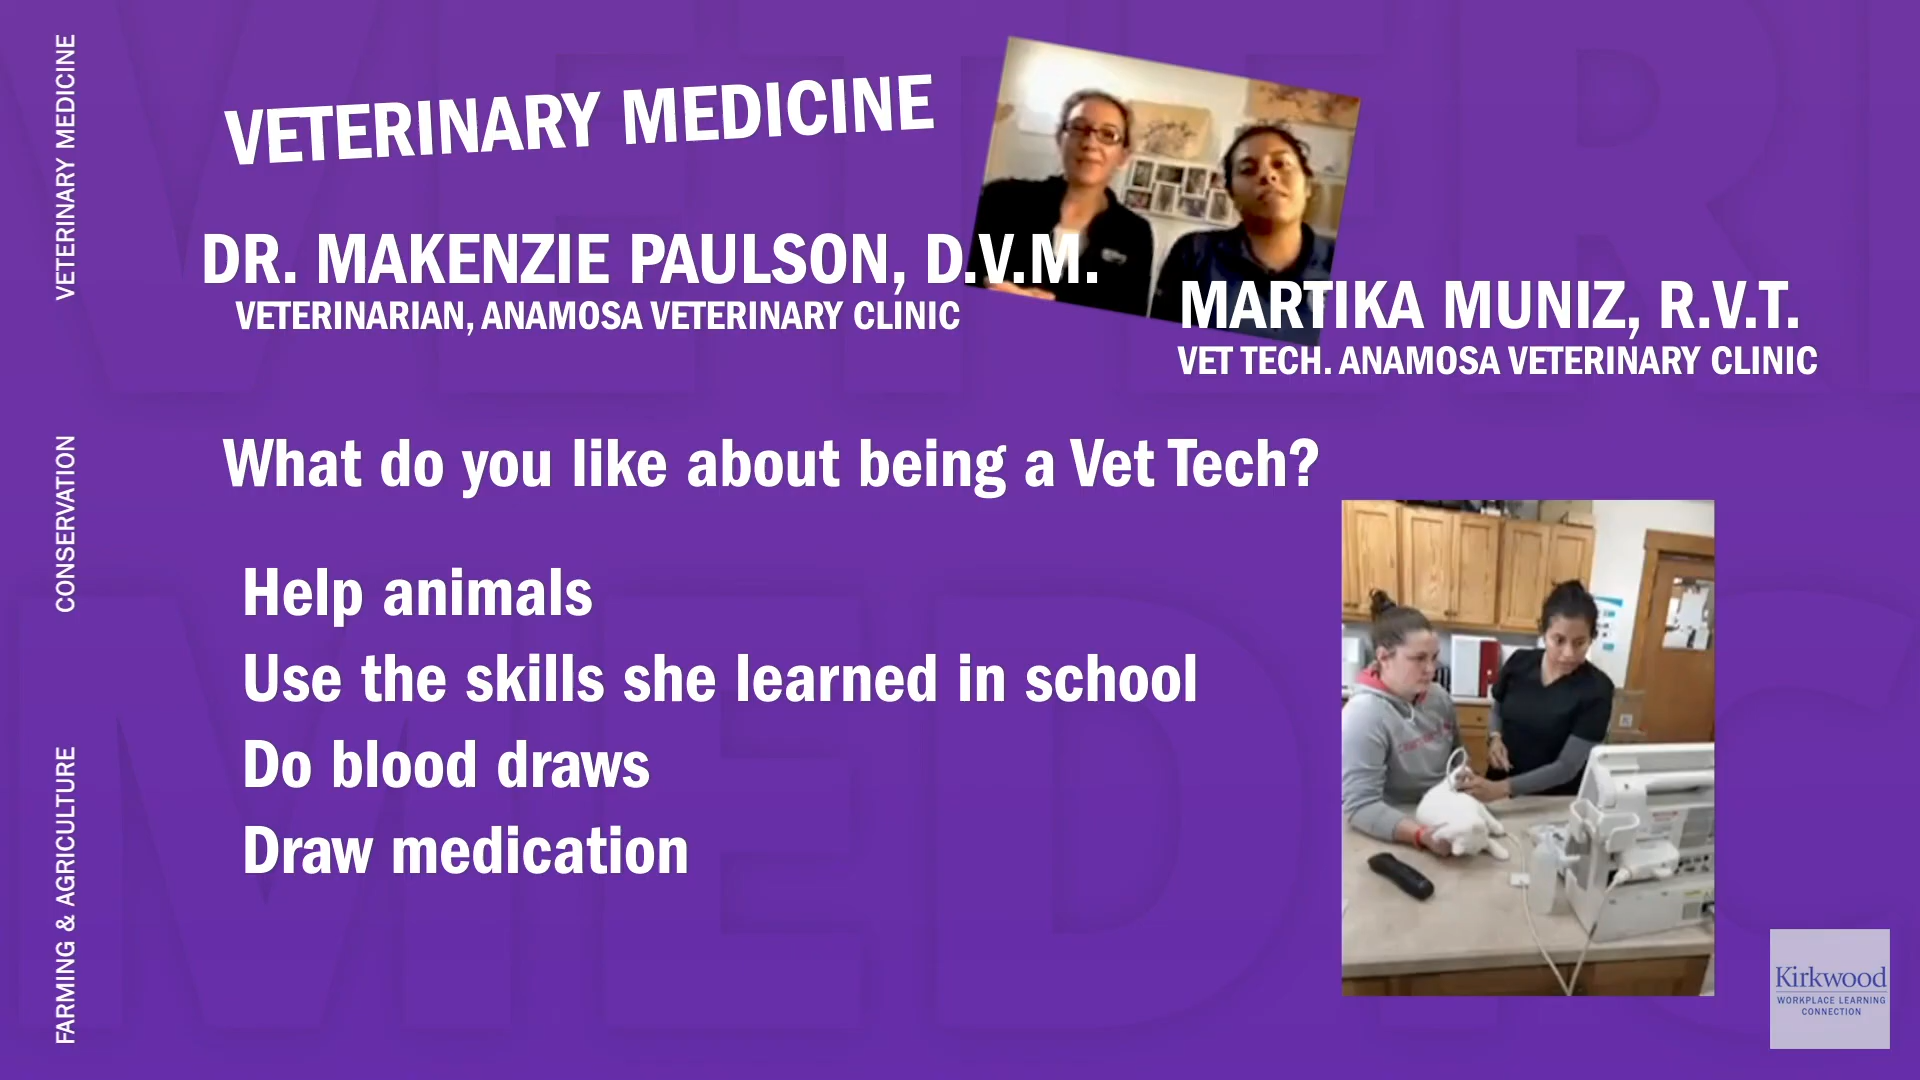 VETERINARY MEDICINE
CONSERVATION
FARMING & AGRICULTURE
VETERINARY MEDICINE
DR. MAKENZIE PAULSON, D.V.M.
VETERINARIAN, ANAMOSA VETERINARY CLINIC
MARTIKA MUNIZ, R.V.T.
VET TECH. ANAMOSA VETERINARY CLINIC
What do you like about being a Vet Tech?
Help animals
Use the skills she learned in school
Do blood draws
Draw medication
Kirkwood
WORKPLACE LEARNING
CONNECTION